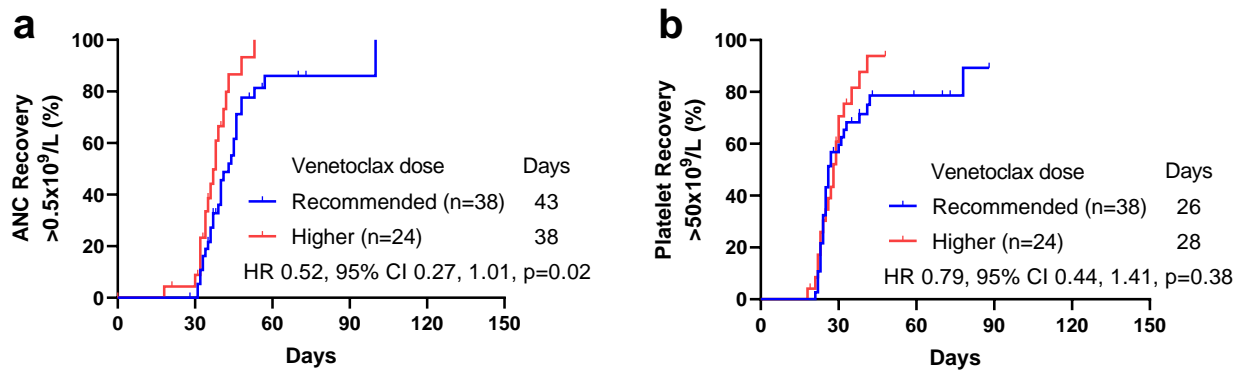 a
ANC Recovery
>0.5x10⁹/L (%)
100
80
60
40
20
0
0 30 60 90 120 150
Days
Venetoclax dose Days
Recommended (n=38) 43
Higher (n=24) 38
HR 0.52, 95% CI 0.27, 1.01, p=0.02
b
Platelet Recovery
>50x10⁹/L (%)
100
80
60
40
20
0
0 30 60 90 120 150
Days
Venetoclax dose Days
Recommended (n=38) 26
Higher (n=24) 28
HR 0.79, 95% CI 0.44, 1.41, p=0.38